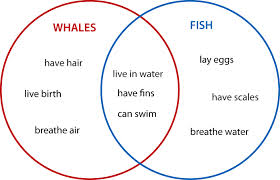 WHALES
FISH
have hair
live birth
breathe air
live in water
have fins
can swim
lay eggs
have scales
breathe water